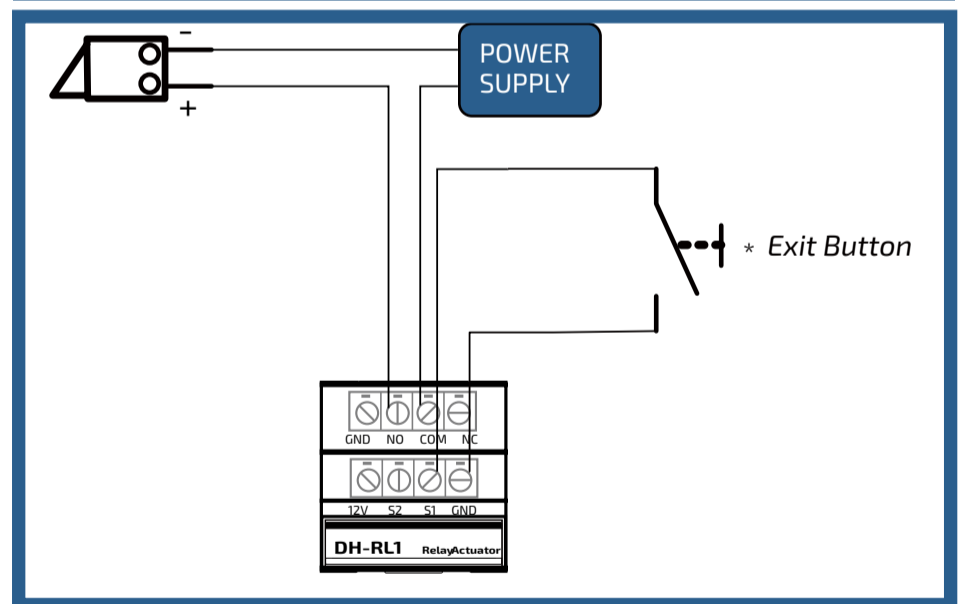 -
POWER
SUPPLY
+
* Exit Button
GND NO COM NC
12V S2 S1 GND
DH-RL1 RelayActuator